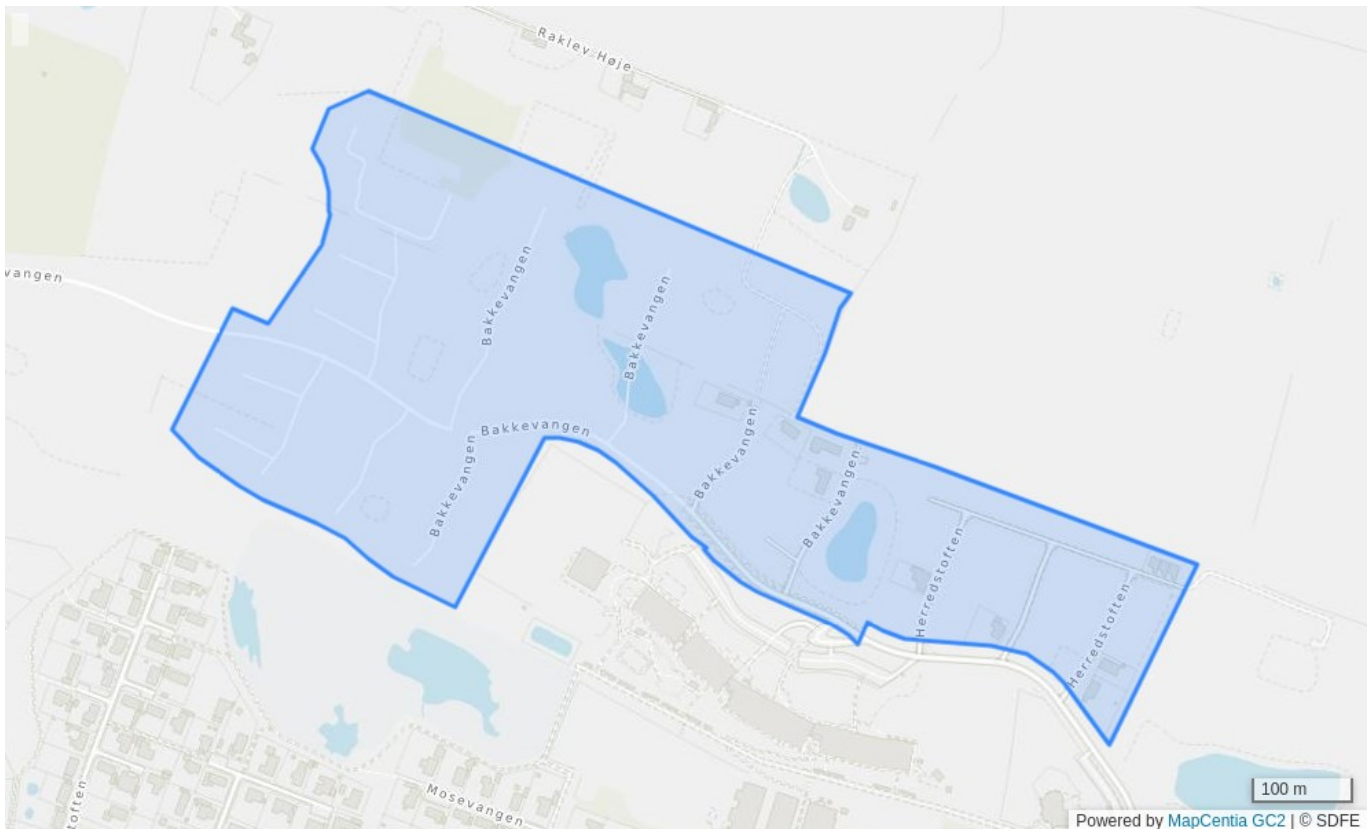 Raklev Høje
vangen
Bakkevangen
Bakkevangen
Bakkevangen
Bakkevangen
Bakkevangen
Bakkevangen
Herredstoften
Herredstoften
toften
Mosevangen
100 m
Powered by MapCentia GC2 | © SDFE